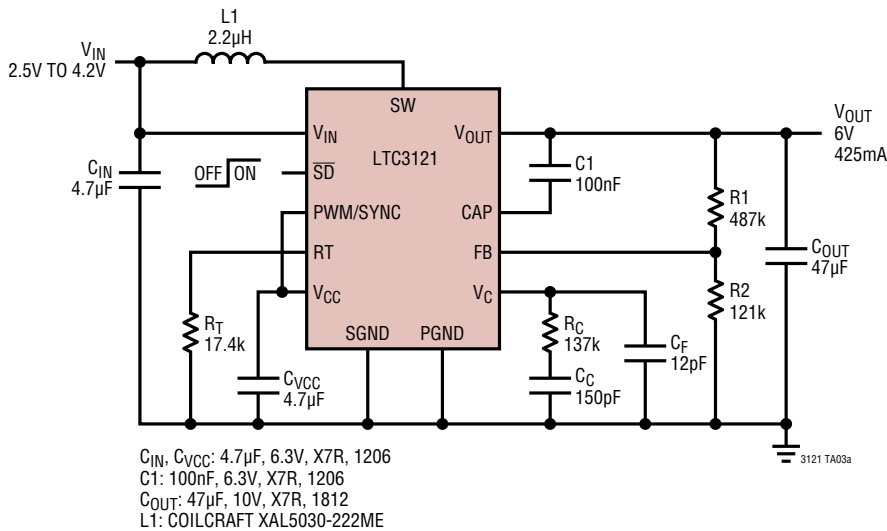 L1
2.2µH
VIN
2.5V TO 4.2V
SW
VIN
VOUT
LTC3121
VOUT
6V
425mA
CIN
4.7µF
OFF ON
SD
C1
100nF
PWM/SYNC
CAP
R1
487k
RT
FB
COUT
47µF
VCC
VC
R2
121k
RT
17.4k
SGND
PGND
RC
137k
CF
12pF
CVCC
4.7µF
CC
150pF
3121 TA03a
CIN, CVCC: 4.7µF, 6.3V, X7R, 1206
C1: 100nF, 6.3V, X7R, 1206
COUT: 47µF, 10V, X7R, 1812
L1: COILCRAFT XAL5030-222ME